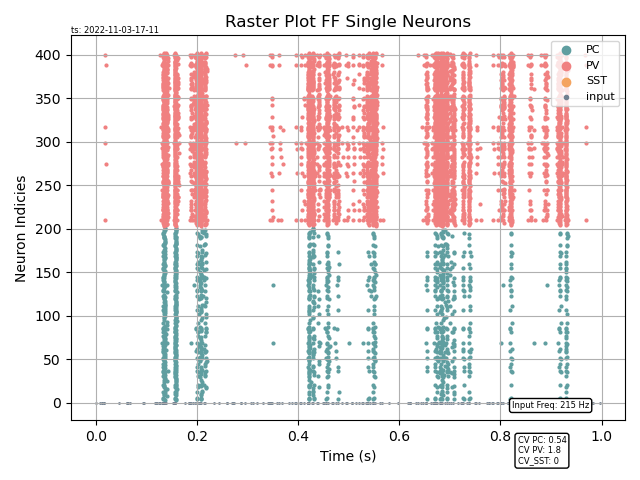 Raster Plot FF Single Neurons
ts: 2022-11-03-17-11
PC
PV
SST
input
400
350
300
250
200
150
100
50
0
Neuron Indicies
Input Freq: 215 Hz
0.0 0.2 0.4 0.6 0.8 1.0
Time (s)
CV PC: 0.54
CV PV: 1.8
CV_SST: 0